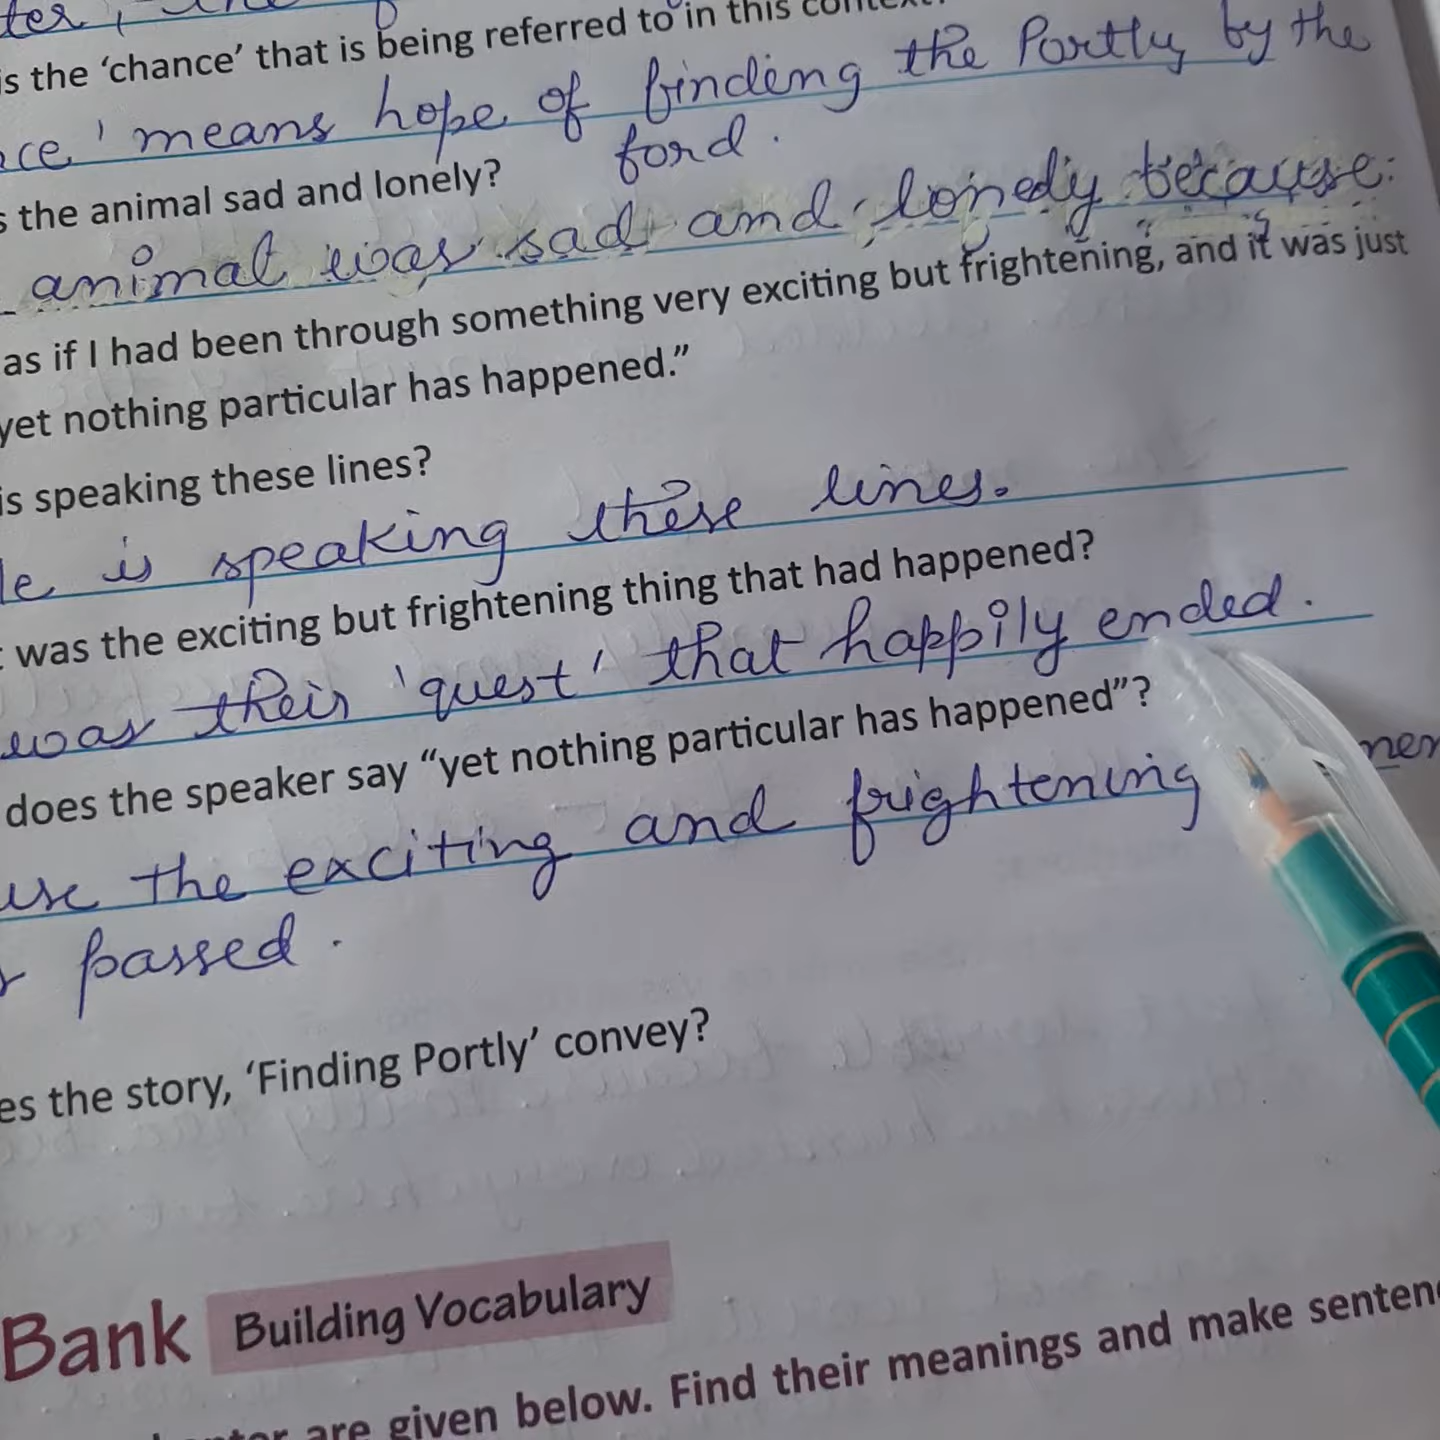 is the 'chance' that is being referred to in this context?
means hope of finding the Portly by the
ford.
the animal sad and lonely?
animal was sad and lonely because
as if I had been through something very exciting but frightening, and it was just
yet nothing particular has happened."
is speaking these lines?
is speaking these lines.
was the exciting but frightening thing that had happened?
was their 'quest' that happily ended.
does the speaker say "yet nothing particular has happened"?
the exciting and frightening
passed.
the story, 'Finding Portly' convey?
Bank Building Vocabulary
are given below. Find their meanings and make